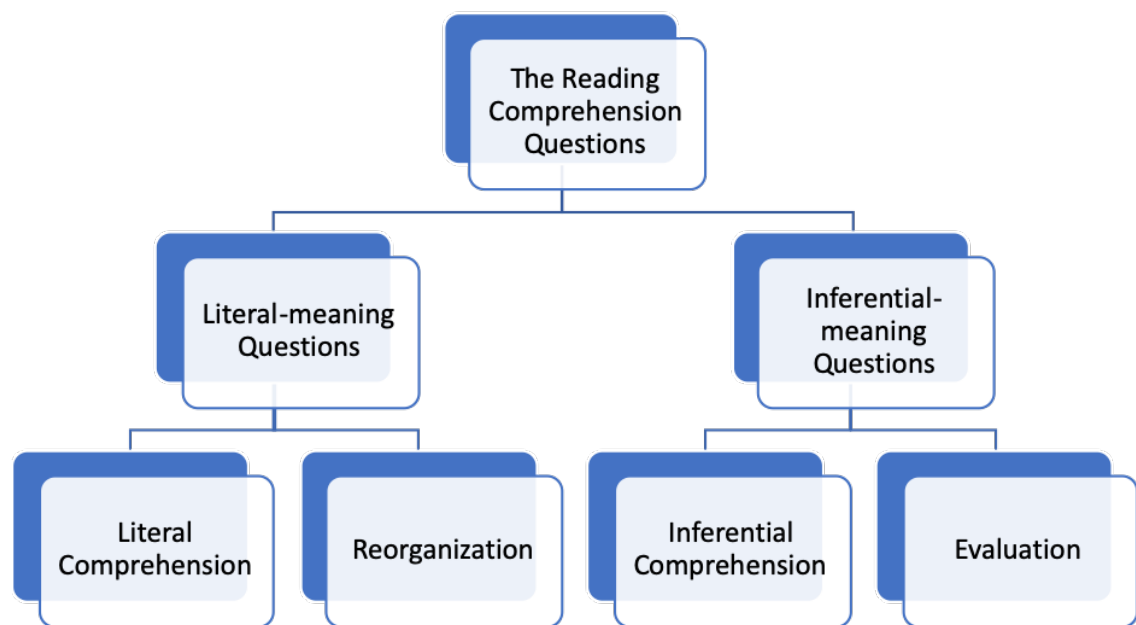 The Reading
Comprehension
Questions
Literal-meaning
Questions
Inferential-
meaning
Questions
Literal
Comprehension
Reorganization
Inferential
Comprehension
Evaluation